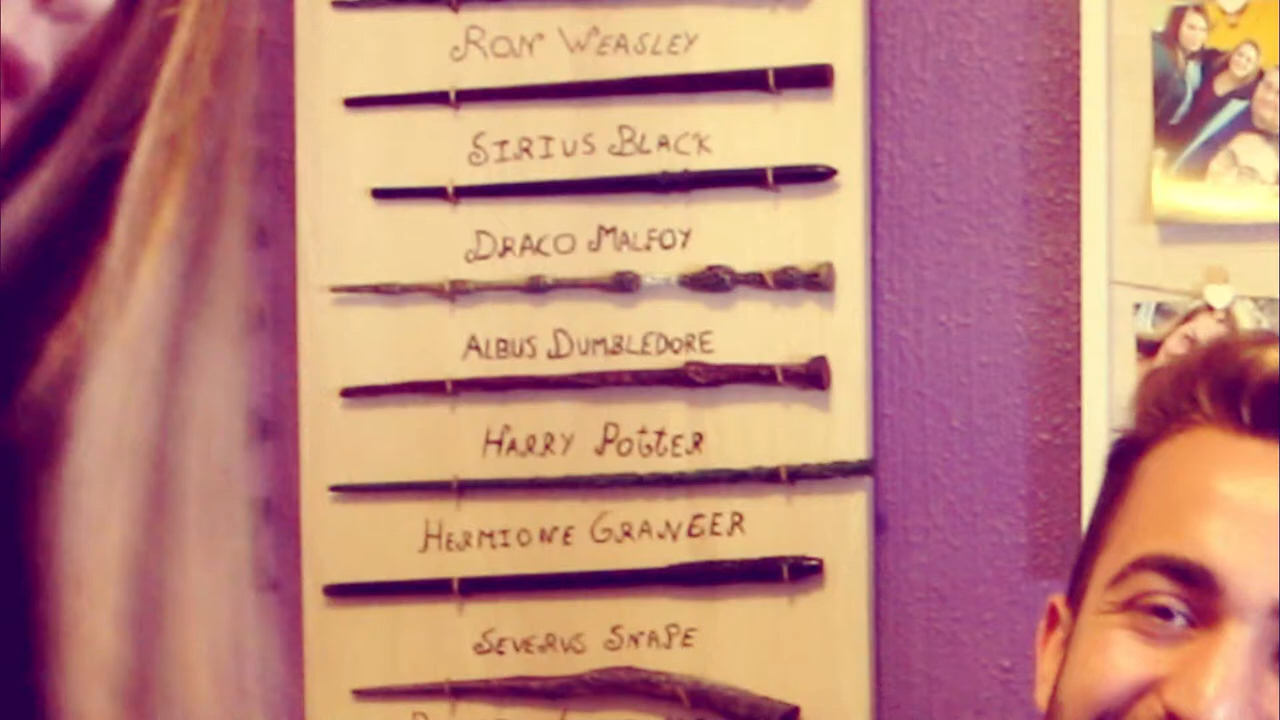 RON WEASLEY
SIRIUS BLACK
DRACO MALFOY
ALBUS DUMBLEDORE
HARRY POTTER
HERMIONE GRANGER
SEVERUS SNAPE